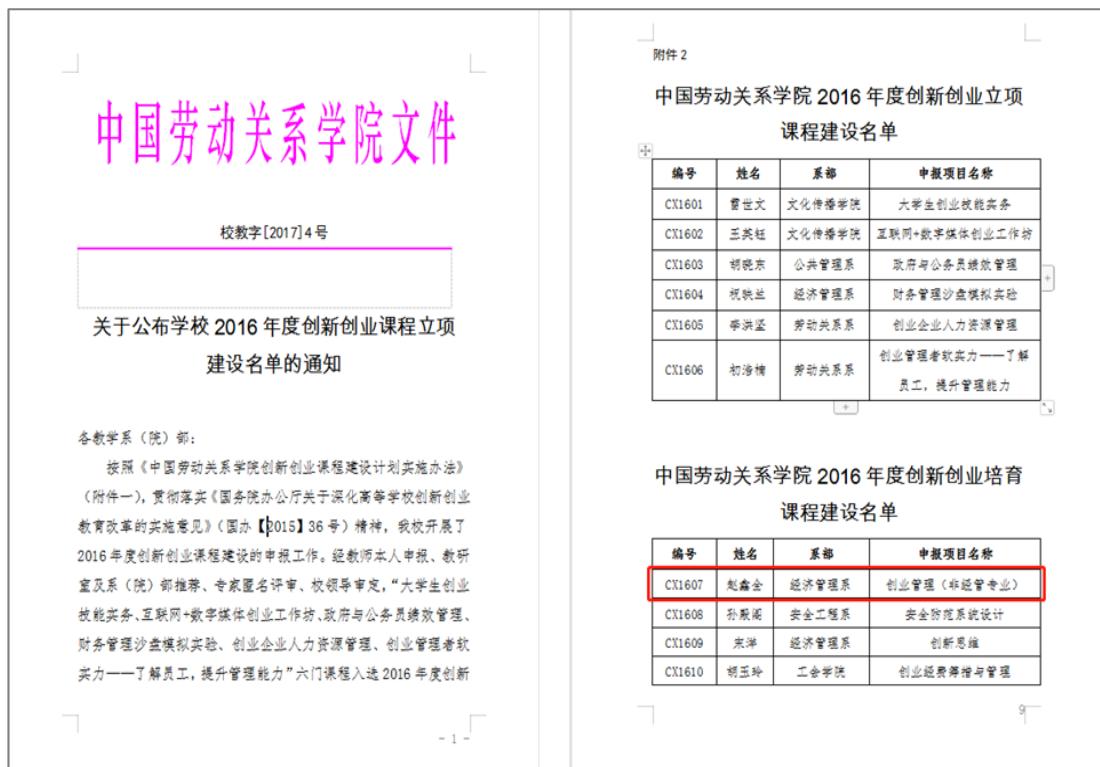 中国劳动关系学院文件
校教字[2017]4号
关于公布学校 2016 年度创新创业课程立项
建设名单的通知
各教学系（院）部：
按照《中国劳动关系学院创新创业课程建设计划实施办法》
（附件一），贯彻落实《国务院办公厅关于深化高等学校创新创业
教育改革的实施意见》（国办【2015】36号）精神，我校开展了
2016年度创新创业课程建设的申报工作。经教师本人申报、教研
室及系（院）部推荐、专家匿名评审、校领导审定，“大学生创业
技能实务、互联网+数字媒体创业工作坊、政府与公务员绩效管理、
财务管理沙盘模拟实验、创业企业人力资源管理、创业管理者软
实力——了解员工，提升管理能力”六门课程入选2016年度创新
- 1 -
附件 2
中国劳动关系学院 2016 年度创新创业立项
课程建设名单
编号 姓名 系部 申报项目名称
CX1601 雷世文 文化传播学院 大学生创业技能实务
CX1602 王英钰 文化传播学院 互联网+数字媒体创业工作坊
CX1603 胡晓东 公共管理系 政府与公务员绩效管理
CX1604 祝映兰 经济管理系 财务管理沙盘模拟实验
CX1605 李洪坚 劳动关系系 创业企业人力资源管理
CX1606 初浩楠 劳动关系系 创业管理者软实力——了解
员工，提升管理能力
中国劳动关系学院 2016 年度创新创业培育
课程建设名单
编号 姓名 系部 申报项目名称
CX1607 赵鑫全 经济管理系 创业管理（非经管专业）
CX1608 孙殿阁 安全工程系 安全防范系统设计
CX1609 宋洋 经济管理系 创新思维
CX1610 胡玉玲 工会学院 创业经费筹措与管理
9